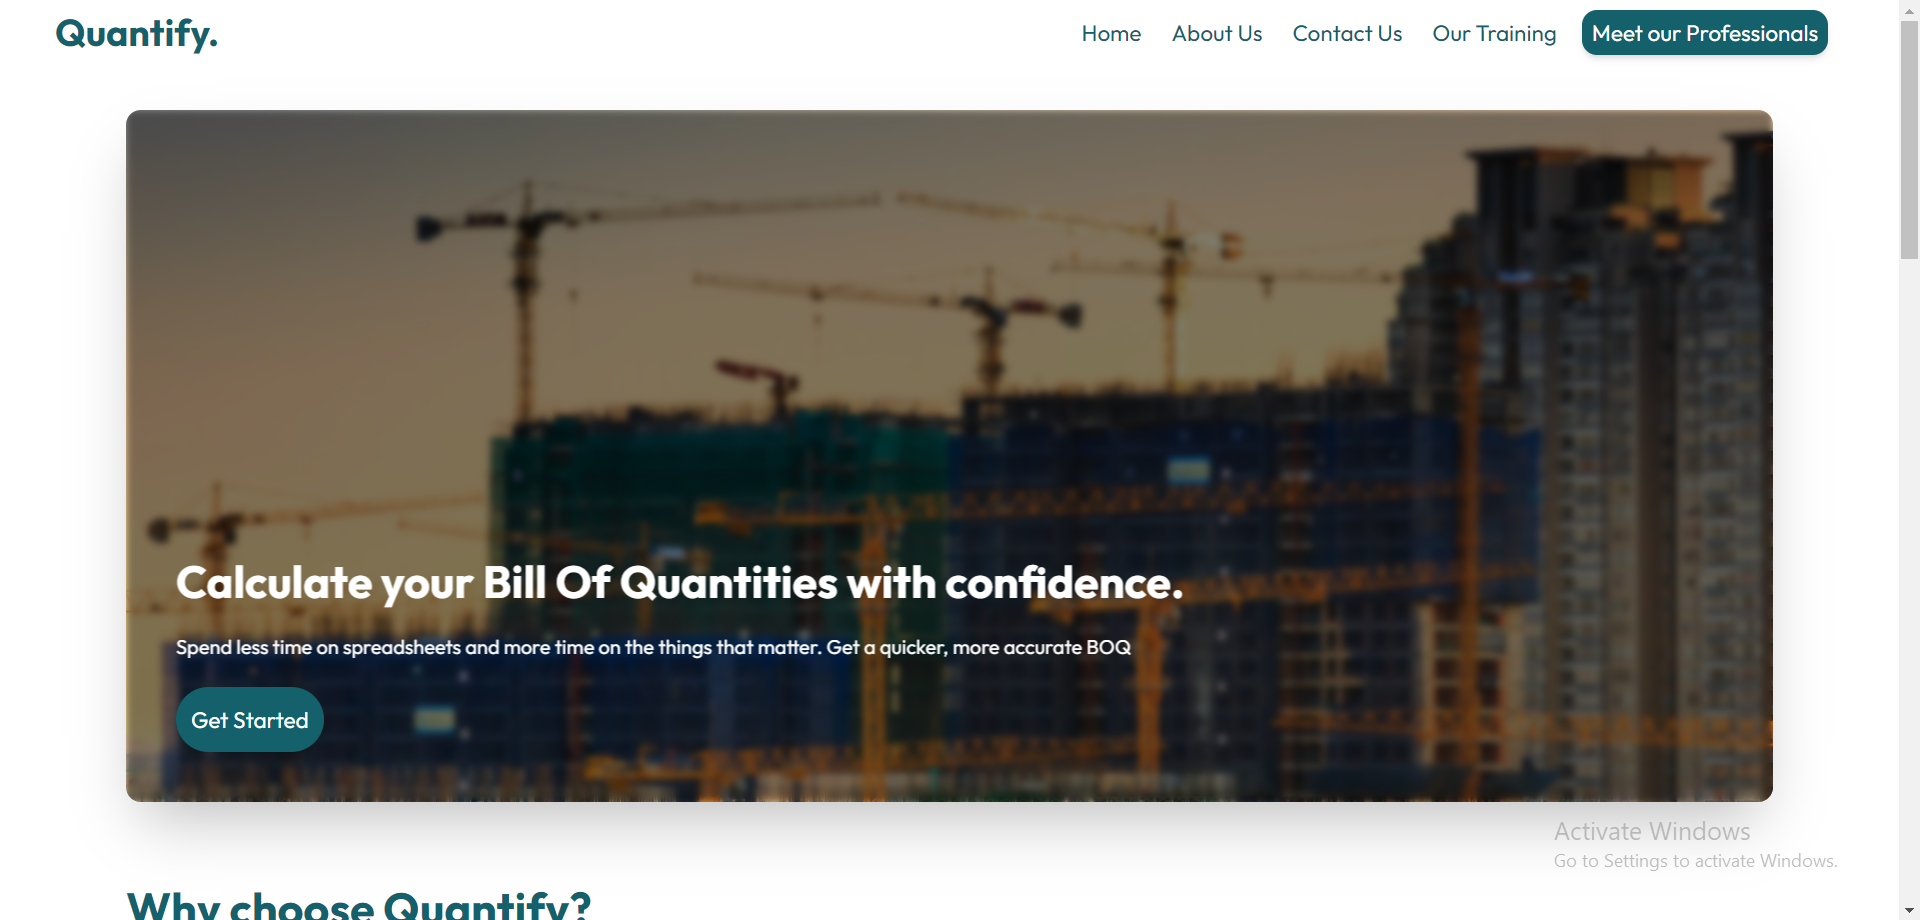 Quantify.
Home
About Us
Contact Us
Our Training
Meet our Professionals
Calculate your Bill Of Quantities with confidence.
Spend less time on spreadsheets and more time on the things that matter. Get a quicker, more accurate BOQ
Get Started
Activate Windows
Go to Settings to activate Windows.
Why choose Quantify?